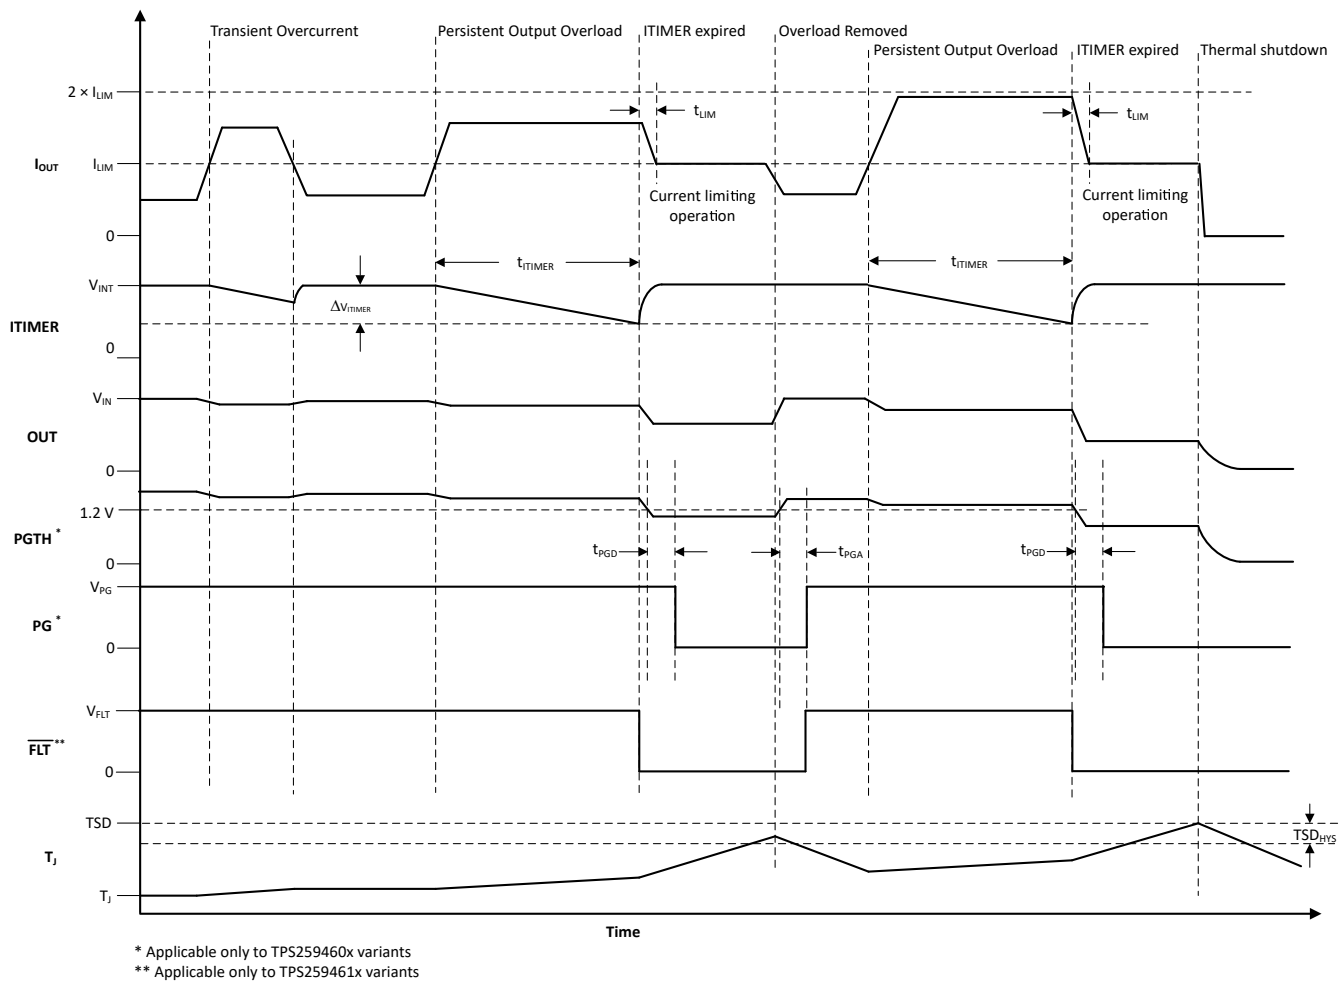 Transient Overcurrent
Persistent Output Overload
ITIMER expired
Overload Removed
Persistent Output Overload
ITIMER expired
Thermal shutdown
2 × ILIM
tLIM
tLIM
IOUT
ILIM
Current limiting
operation
Current limiting
operation
0
tITIMER
tITIMER
VINT
ΔVITIMER
ITIMER
0
VIN
OUT
0
1.2 V
PGTH *
tPGD
tPGA
tPGD
0
VPG
PG *
0
VFLT
FLT **
0
TSD
TSDHYS
TJ
TJ
Time
* Applicable only to TPS259460x variants
** Applicable only to TPS259461x variants